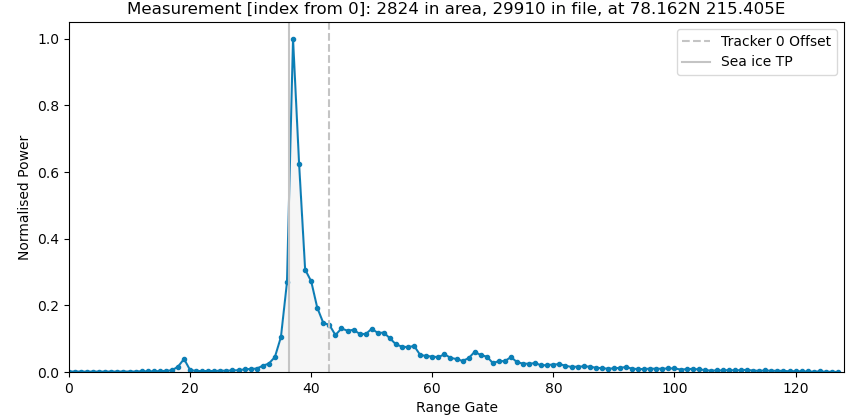 Measurement [index from 0]: 2824 in area, 29910 in file, at 78.162N 215.405E
Tracker 0 Offset
Sea ice TP
Normalised Power
1.0
0.8
0.6
0.4
0.2
0.0
0 20 40 60 80 100 120
Range Gate